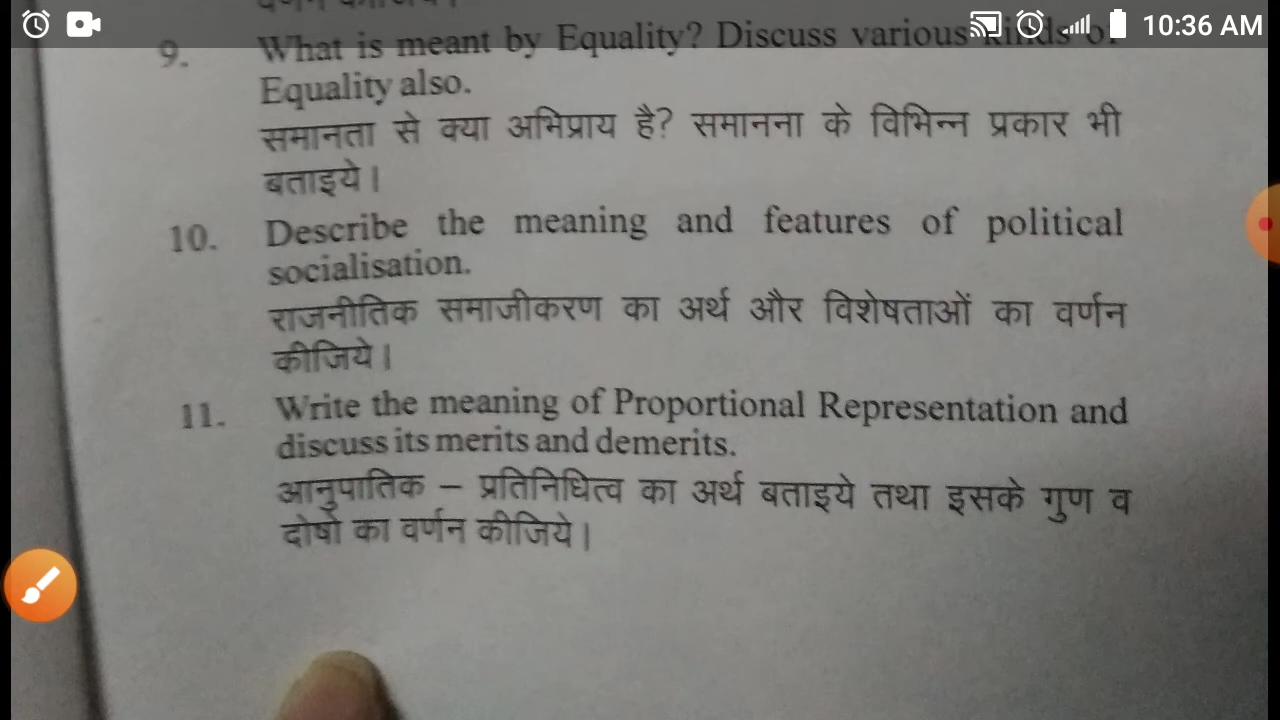 10:36 AM
9. What is meant by Equality? Discuss various kinds of
Equality also.
समानता से क्या अभिप्राय है? समानना के विभिन्न प्रकार भी
बताइये।
10. Describe the meaning and features of political
socialisation.
राजनीतिक समाजीकरण का अर्थ और विशेषताओं का वर्णन
कीजिये।
11. Write the meaning of Proportional Representation and
discuss its merits and demerits.
आनुपातिक – प्रतिनिधित्व का अर्थ बताइये तथा इसके गुण व
दोषो का वर्णन कीजिये।